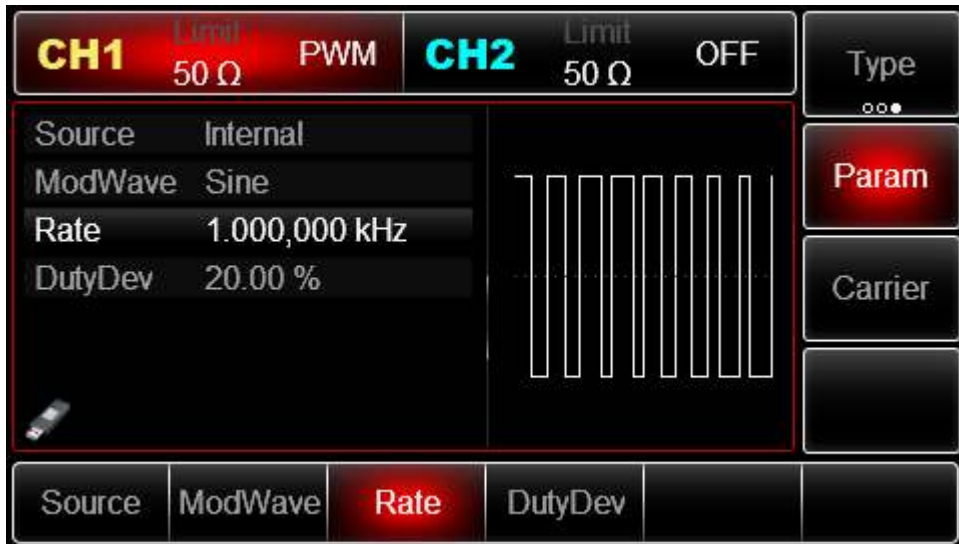 CH1 Limit 50 Ω PWM
CH2 Limit 50 Ω OFF
Type
Source Internal
ModWave Sine
Rate 1.000,000 kHz
DutyDev 20.00 %
Param
Carrier
Source ModWave Rate DutyDev